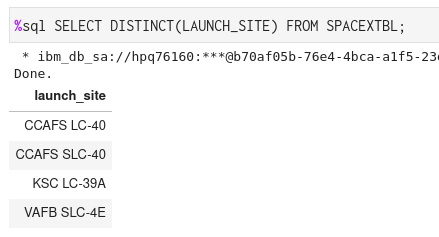 %sql SELECT DISTINCT(LAUNCH_SITE) FROM SPACEXTBL;
* ibm_db_sa://hpq76160:***@b70af05b-76e4-4bca-a1f5-23
Done.
launch_site
CCAFS LC-40
CCAFS SLC-40
KSC LC-39A
VAFB SLC-4E